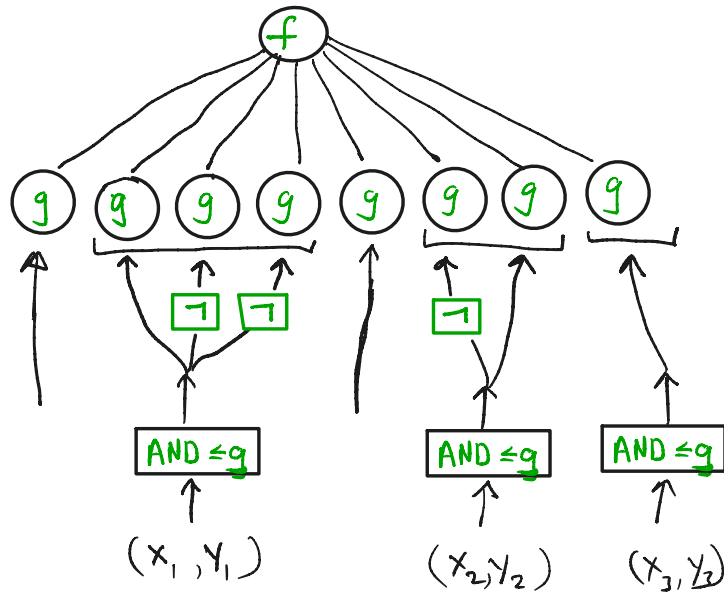 f
g g g g g g g g
¬ ¬ ¬
AND ≤ g AND ≤ g AND ≤ g
(x₁, y₁) (x₂, y₂) (x₃, y₃)